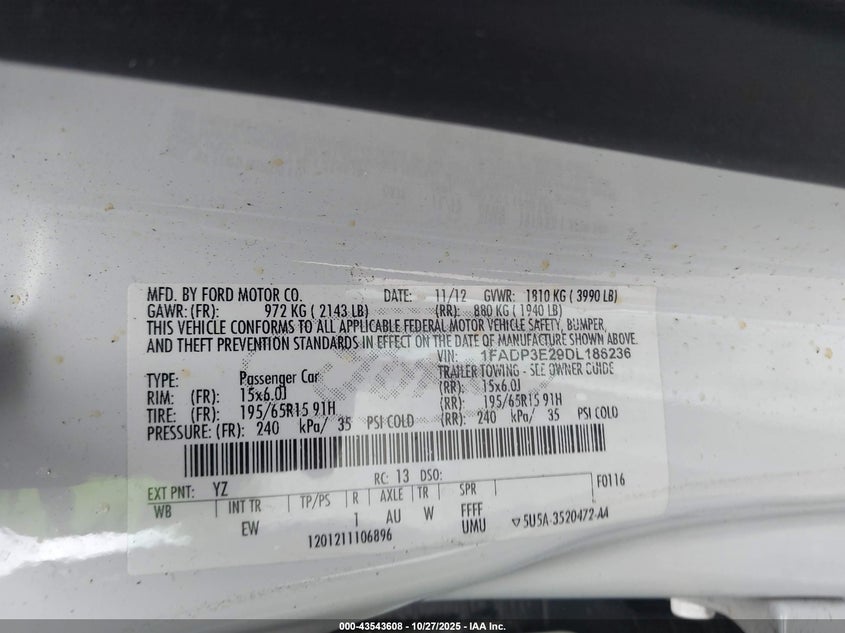 MFD. BY FORD MOTOR CO. DATE: 11/12 GVWR: 1810 KG ( 3990 LB)
GAWR: (FR): 972 KG ( 2143 LB) (RR): 880 KG ( 1940 LB)
THIS VEHICLE CONFORMS TO ALL APPLICABLE FEDERAL MOTOR VEHICLE SAFETY, BUMPER,
AND THEFT PREVENTION STANDARDS IN EFFECT ON THE DATE OF MANUFACTURE SHOWN ABOVE.
VIN: 1FADP3E29DL186236
TYPE: Passenger Car TRAILER TOWING - SEE OWNER GUIDE
RIM: (FR): 15x6.0J (RR): 15x6.0J
TIRE: (FR): 195/65R15 91H (RR): 195/65R15 91H
PRESSURE: (FR): 240 kPa/ 35 PSI COLD (RR): 240 kPa/ 35 PSI COLD
RC: 13 DSO: F0116
EXT PNT: YZ
WB INT TR TP/PS R AXLE TR SPR
EW 1 AU W FFFF
UMU
1201211106896 5U5A-3520472-AA
000-43543608 - 10/27/2025 - IAA Inc.